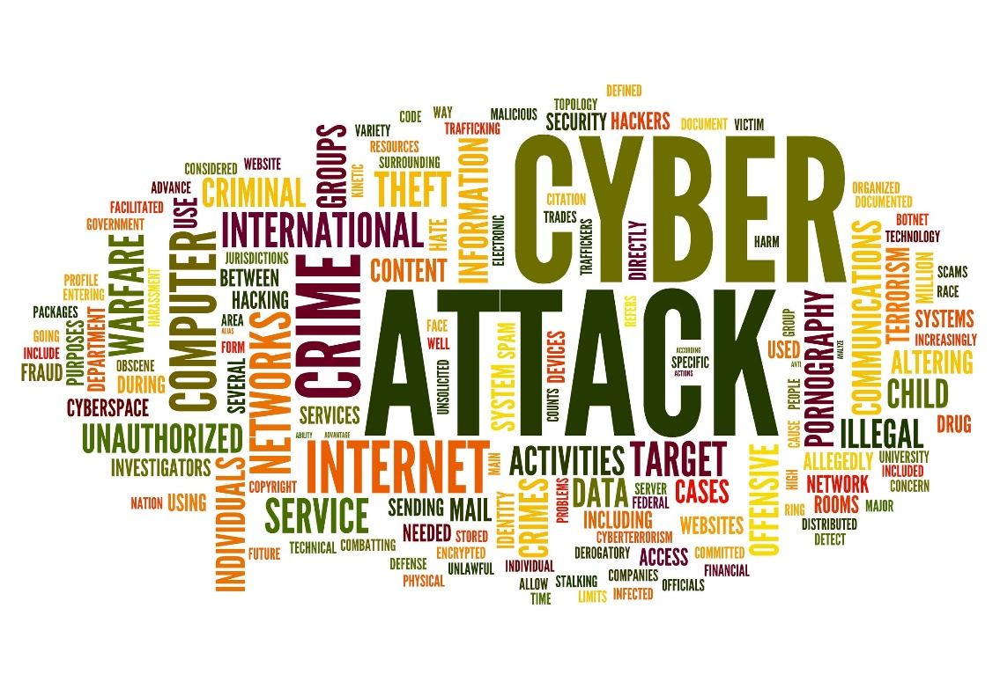 DEFINED
TOPOLOGY
CODE
WAY
MALICIOUS
SECURITY
HACKERS
DOCUMENT
VICTIM
VARIETY
TRAFFICKING
GROUPS
RESOURCES
SURROUNDING
CONSIDERED
WEBSITE
KINETIC
THEFT
INFORMATION
CYBER
ADVANCE
CRIMINAL
CITATION
ORGANIZED
DOCUMENTED
FACILITATED
USE
TRADES
GOVERNMENT
INTERNATIONAL
HATE
ELECTRONIC
TRAFFICKERS
DIRECTLY
HARM
BOTNET
TECHNOLOGY
WARFARE
COMPUTER
JURISDICTIONS
CONTENT
COMMUNICATIONS
TERRORISM
MILLION
SCAMS
PROFILE
ENTERING
HARASSMENT
BETWEEN
CRIME
RACE
HACKING
ATTACK
REFERS
PACKAGES
AREA
ALIAS
FACE
GROUP
PORNOGRAPHY
SYSTEMS
GOING
PURPOSES
DEPARTMENT
NETWORKS
FORM
WELL
SYSTEM
SPAM
DEVICES
ACCORDING
SPECIFIC
ACTIONS
USED
ANTI
ANALYZE
INCREASINGLY
INCLUDE
FRAUD
OBSCENE
DURING
SEVERAL
UNSOLICITED
COUNTS
PEOPLE
ALTERING
CHILD
CYBERSPACE
SERVICES
CAUSE
DRUG
UNAUTHORIZED
ABILITY
ADVANTAGE
ILLEGAL
INVESTIGATORS
INDIVIDUALS
INTERNET
MAIN
ACTIVITIES
TARGET
OFFENSIVE
ALLEGEDLY
UNIVERSITY
INCLUDED
COPYRIGHT
HIGH
NETWORK
CONCERN
NATION
USING
SERVICE
SENDING
MAIL
IDENTITY
CRIMES
PROBLEMS
DATA
SERVER
FEDERAL
CASES
RING
ROOMS
MAJOR
NEEDED
STORED
INCLUDING
CYBERTERRORISM
WEBSITES
DISTRIBUTED
DETECT
FUTURE
TECHNICAL
COMBATTING
ENCRYPTED
DEROGATORY
ACCESS
COMMITTED
DEFENSE
UNLAWFUL
INDIVIDUAL
FINANCIAL
PHYSICAL
ALLOW
STALKING
COMPANIES
OFFICIALS
TIME
LIMITS
INFECTED